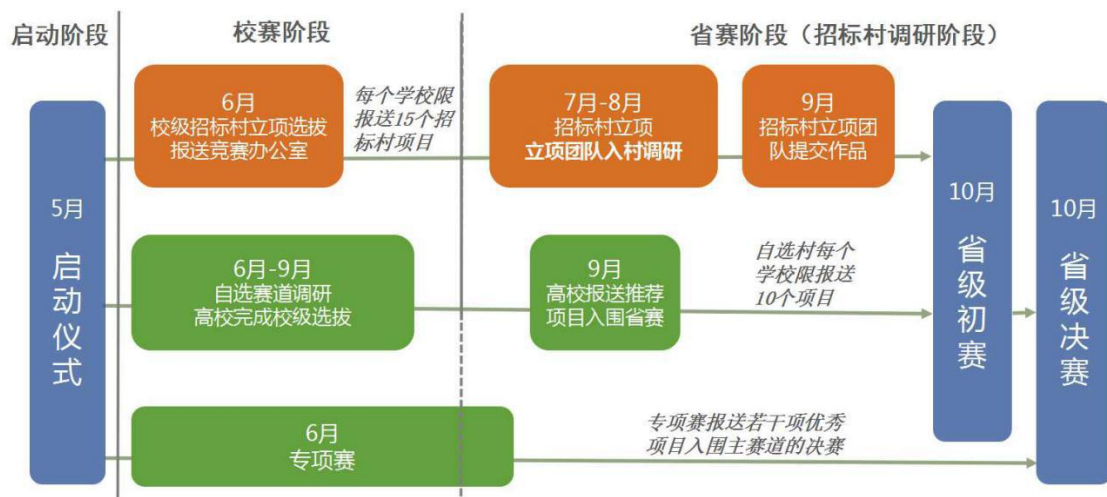 启动阶段
校赛阶段
省赛阶段（招标村调研阶段）
5月
启动仪式
6月
校级招标村立项选拔
报送竞赛办公室
每个学校限
报送15个招
标村项目
7月-8月
招标村立项
立项团队入村调研
9月
招标村立项团
队提交作品
6月-9月
自选赛道调研
高校完成校级选拔
9月
高校报送推荐
项目入围省赛
自选村每个
学校限报送
10个项目
6月
专项赛
专项赛报送若干项优秀
项目入围主赛道的决赛
10月
省级初赛
10月
省级决赛